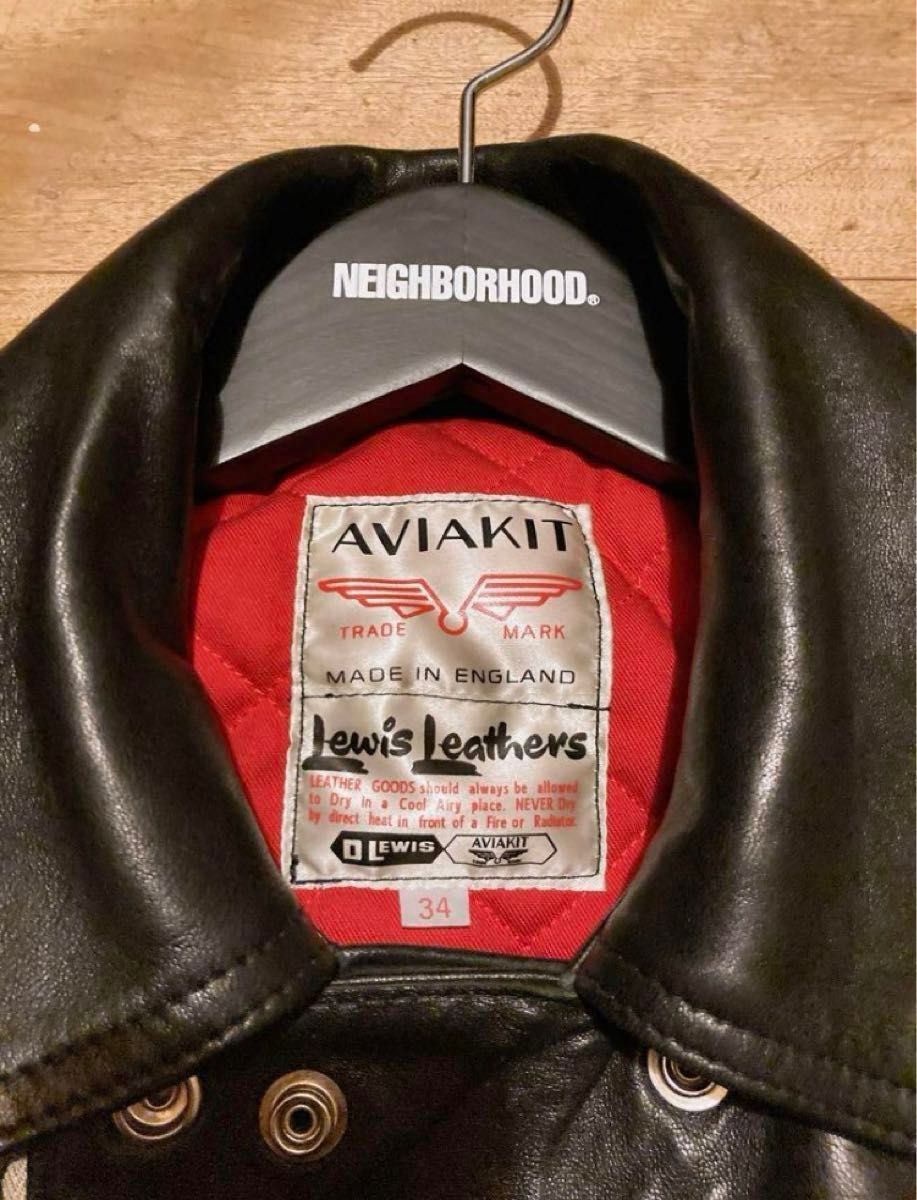 NEIGHBORHOOD®
AVIAKIT
TRADE MARK
MADE IN ENGLAND
Lewis Leathers
LEATHER GOODS should always be allowed
to Dry in a Cool Airy place. NEVER Dry
by direct heat in front of a Fire or Radiator.
D LEWIS AVIAKIT
34